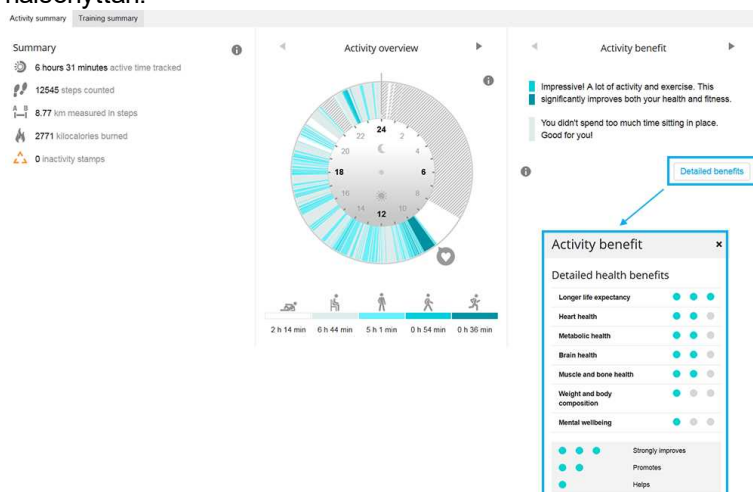 hälsonyttan.
Activity summary Training summary
Summary
6 hours 31 minutes active time tracked
12545 steps counted
A B
8.77 km measured in steps
2771 kilocalories burned
0 inactivity stamps
Activity overview
24
22 2
20 4
18 6
16 8
14 10
12
2 h 14 min 6 h 44 min 5 h 1 min 0 h 54 min 0 h 36 min
Activity benefit
Impressive! A lot of activity and exercise. This
significantly improves both your health and fitness.
You didn't spend too much time sitting in place.
Good for you!
Detailed benefits
Activity benefit ×
Detailed health benefits
Longer life expectancy
Heart health
Metabolic health
Brain health
Muscle and bone health
Weight and body
composition
Mental wellbeing
Strongly improves
Promotes
Helps